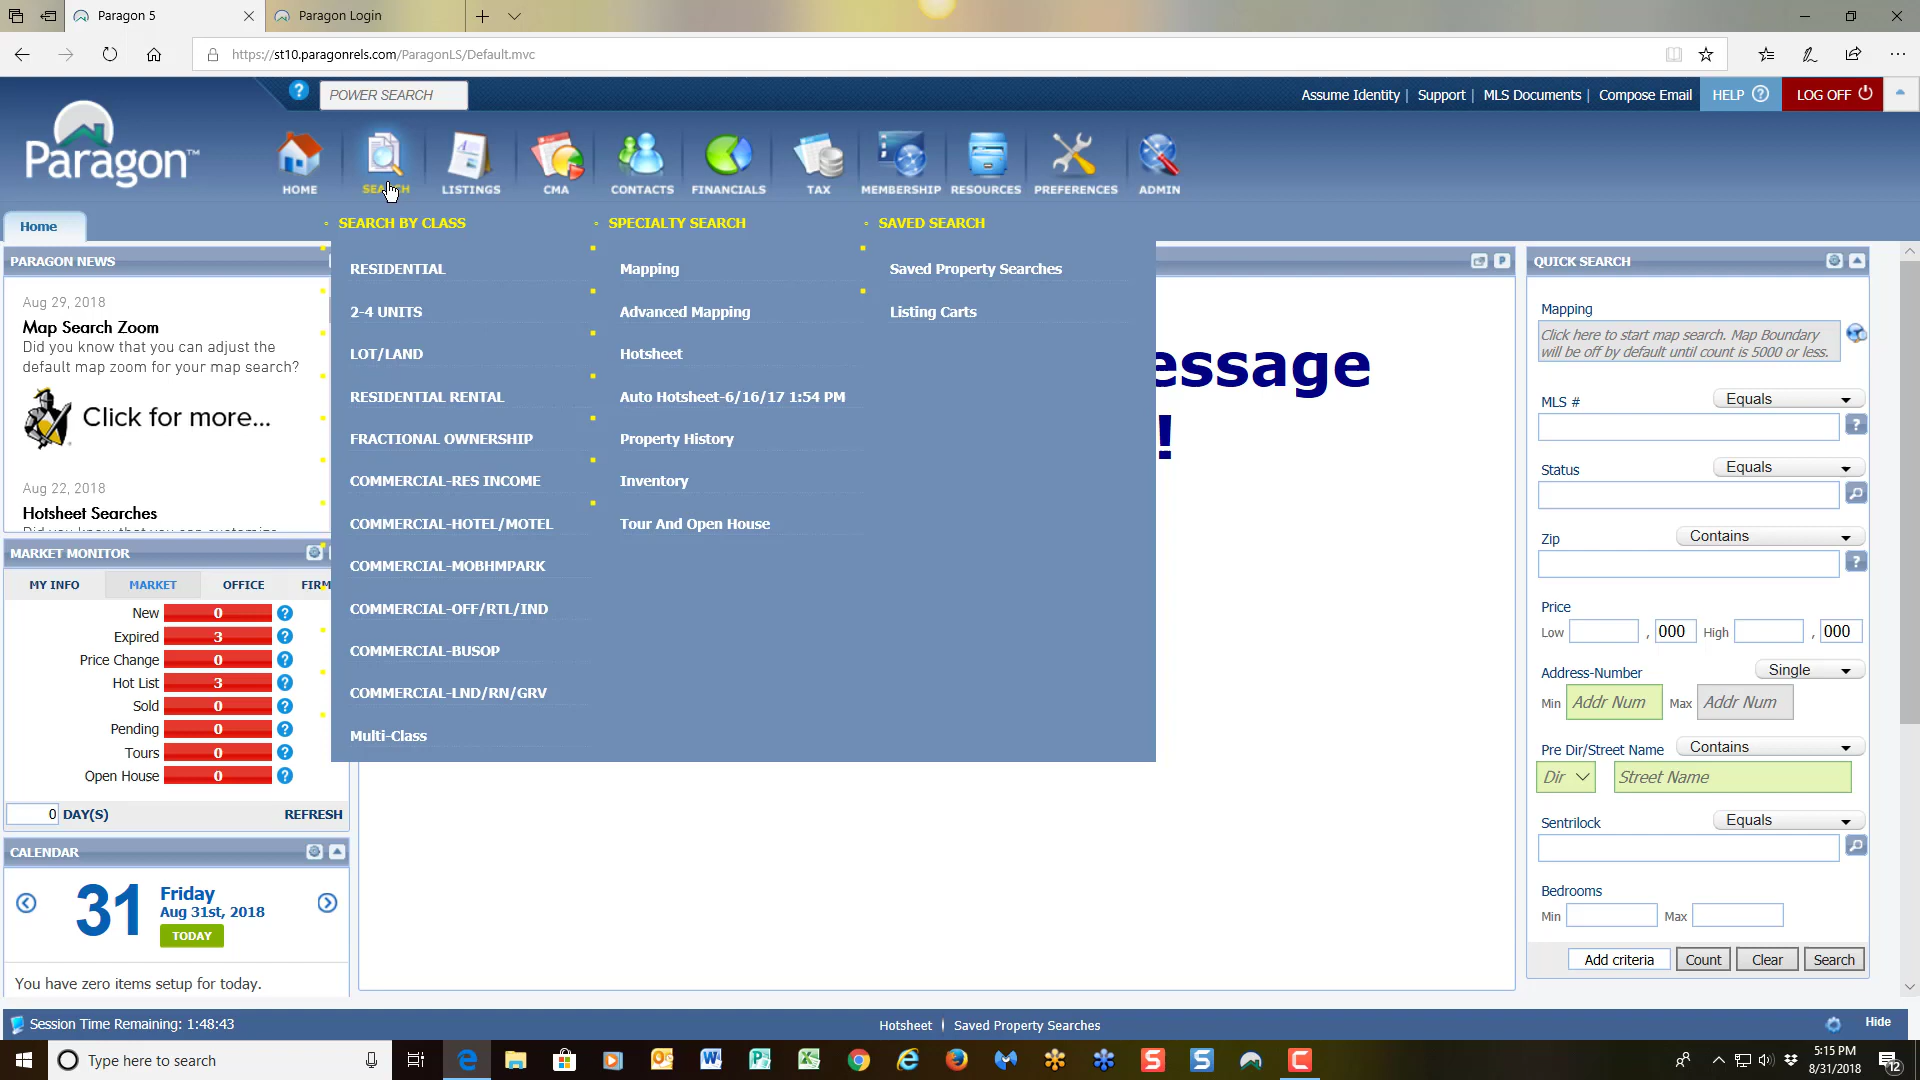 Paragon 5
Paragon Login
https://st10.paragonrels.com/ParagonLS/Default.mvc
POWER SEARCH
Assume Identity | Support | MLS Documents | Compose Email
HELP
LOG OFF
Paragon™
HOME
SEARCH
LISTINGS
CMA
CONTACTS
FINANCIALS
TAX
MEMBERSHIP
RESOURCES
PREFERENCES
ADMIN
Home
SEARCH BY CLASS
RESIDENTIAL
2-4 UNITS
LOT/LAND
RESIDENTIAL RENTAL
FRACTIONAL OWNERSHIP
COMMERCIAL-RES INCOME
COMMERCIAL-HOTEL/MOTEL
COMMERCIAL-MOBHMPARK
COMMERCIAL-OFF/RTL/IND
COMMERCIAL-BUSOP
COMMERCIAL-LND/RN/GRV
Multi-Class
SPECIALTY SEARCH
Mapping
Advanced Mapping
Hotsheet
Auto Hotsheet-6/16/17 1:54 PM
Property History
Inventory
Tour And Open House
SAVED SEARCH
Saved Property Searches
Listing Carts
PARAGON NEWS
Aug 29, 2018
Map Search Zoom
Did you know that you can adjust the
default map zoom for your map search?
Click for more...
Aug 22, 2018
Hotsheet Searches
Did you know that you can customize
MARKET MONITOR
MY INFO MARKET OFFICE FIRM
New 0
Expired 3
Price Change 0
Hot List 3
Sold 0
Pending 0
Tours 0
Open House 0
0 DAY(S) REFRESH
CALENDAR
31
Friday
Aug 31st, 2018
TODAY
You have zero items setup for today.
essage
!
QUICK SEARCH
Mapping
Click here to start map search. Map Boundary
will be off by default until count is 5000 or less.
MLS # Equals
Status Equals
Zip Contains
Price
Low , 000 High , 000
Address-Number Single
Min Addr Num Max Addr Num
Pre Dir/Street Name Contains
Dir Street Name
Sentrilock Equals
Bedrooms
Min Max
Add criteria Count Clear Search
Session Time Remaining: 1:48:43
Hotsheet | Saved Property Searches
Hide
Type here to search
5:15 PM
8/31/2018
12